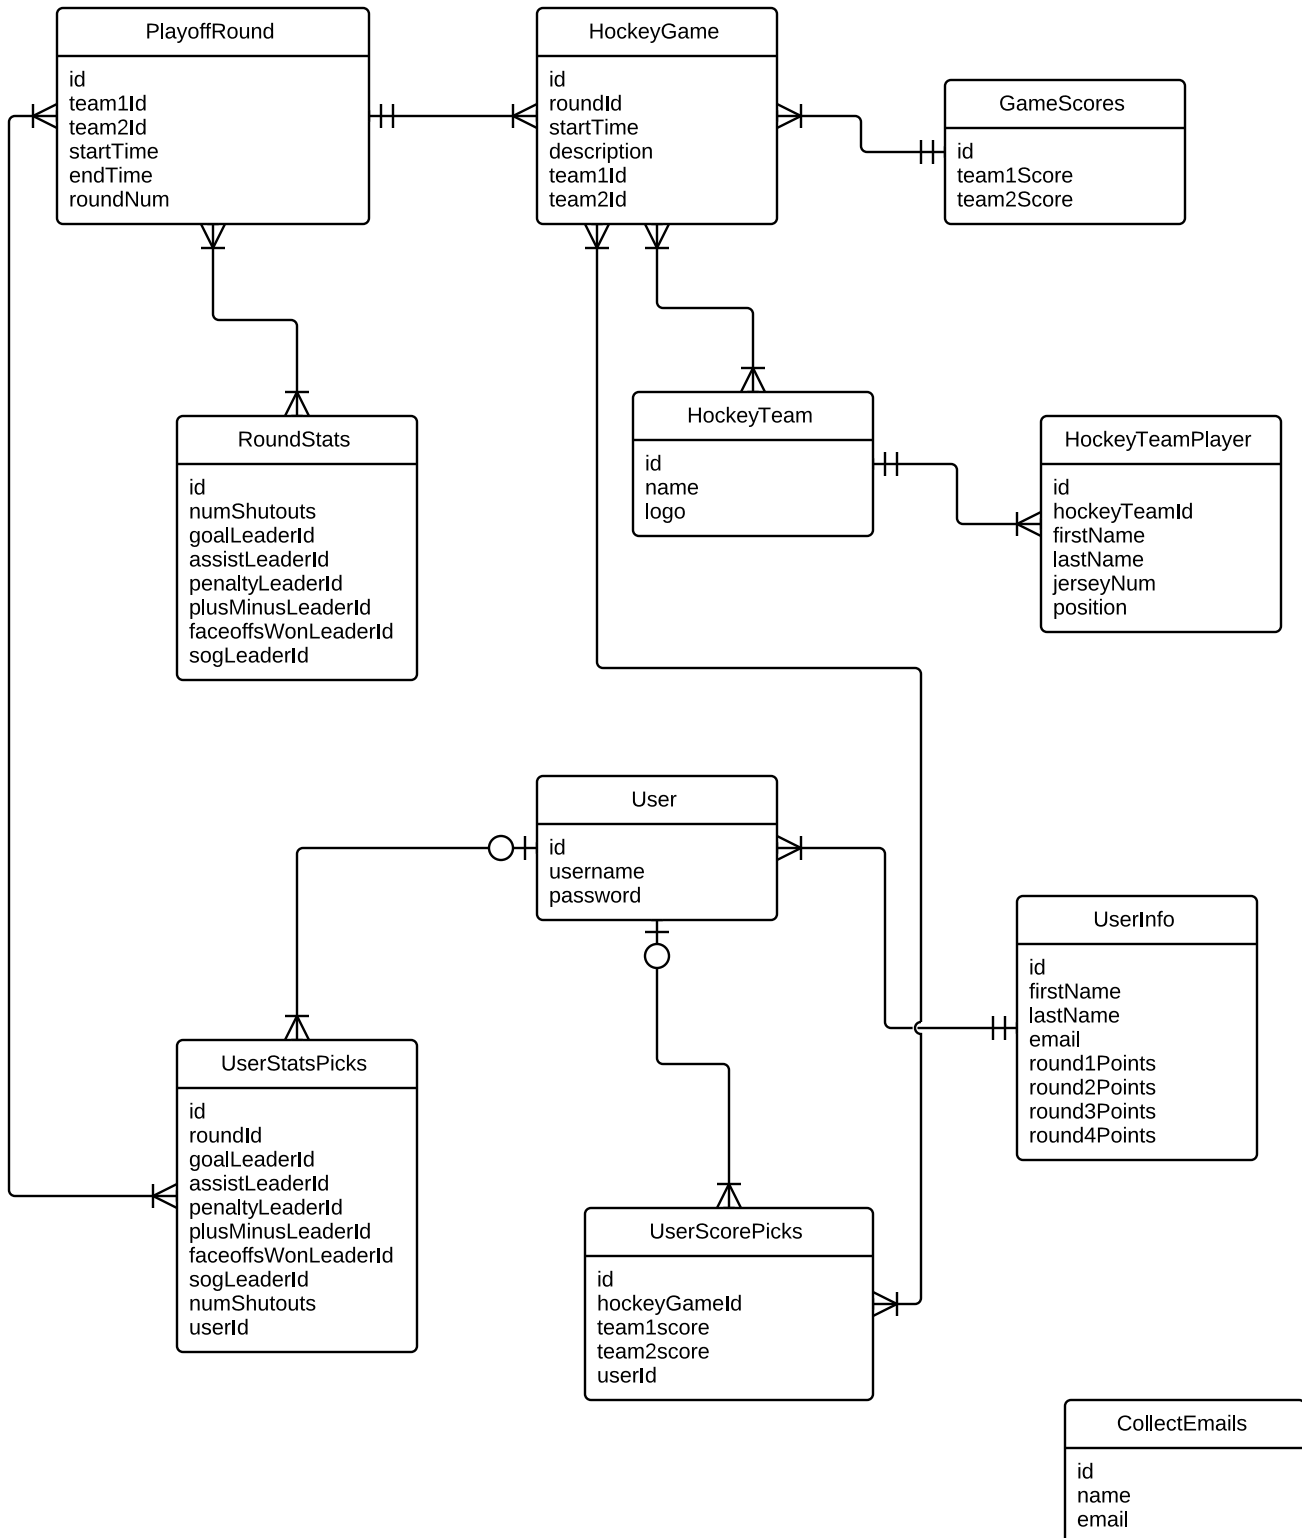 PlayoffRound
id
team1Id
team2Id
startTime
endTime
roundNum
HockeyGame
id
roundId
startTime
description
team1Id
team2Id
GameScores
id
team1Score
team2Score
RoundStats
id
numShutouts
goalLeaderId
assistLeaderId
penaltyLeaderId
plusMinusLeaderId
faceoffsWonLeaderId
sogLeaderId
HockeyTeam
id
name
logo
HockeyTeamPlayer
id
hockeyTeamId
firstName
lastName
jerseyNum
position
User
id
username
password
UserInfo
id
firstName
lastName
email
round1Points
round2Points
round3Points
round4Points
UserStatsPicks
id
roundId
goalLeaderId
assistLeaderId
penaltyLeaderId
plusMinusLeaderId
faceoffsWonLeaderId
sogLeaderId
numShutouts
userId
UserScorePicks
id
hockeyGameId
team1score
team2score
userId
CollectEmails
id
name
email